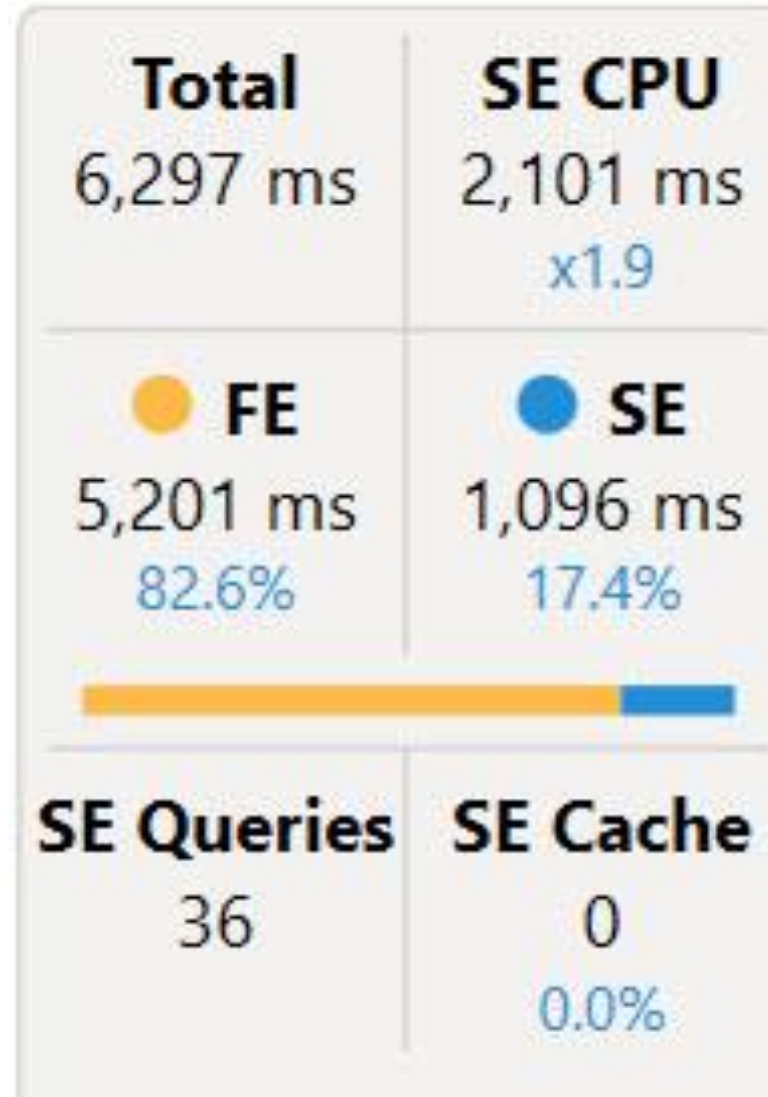 Total
6,297 ms
SE CPU
2,101 ms
x1.9
FE
5,201 ms
82.6%
SE
1,096 ms
17.4%
SE Queries
36
SE Cache
0
0.0%